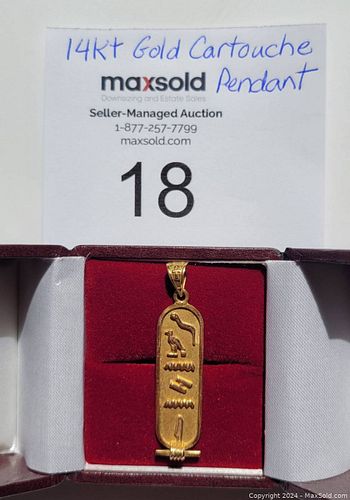 14kt Gold Cartouche
Pendant
maxsold
Downsizing and Estate Sales
Seller-Managed Auction
1-877-257-7799
maxsold.com
18
Copyright 2024 - MaxSold.com